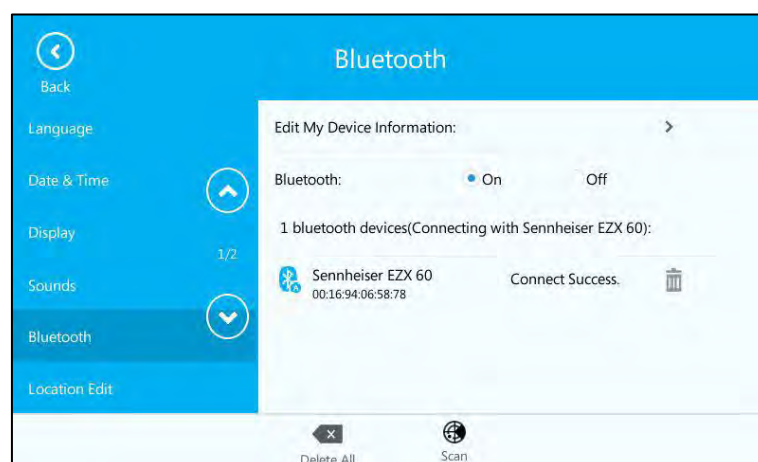 Bluetooth
Back
Language
Date & Time
Display
1/2
Sounds
Bluetooth
Location Edit
Edit My Device Information:
Bluetooth: On Off
1 bluetooth devices(Connecting with Sennheiser EZX 60):
Sennheiser EZX 60 Connect Success.
00:16:94:06:58:78
Delete All Scan